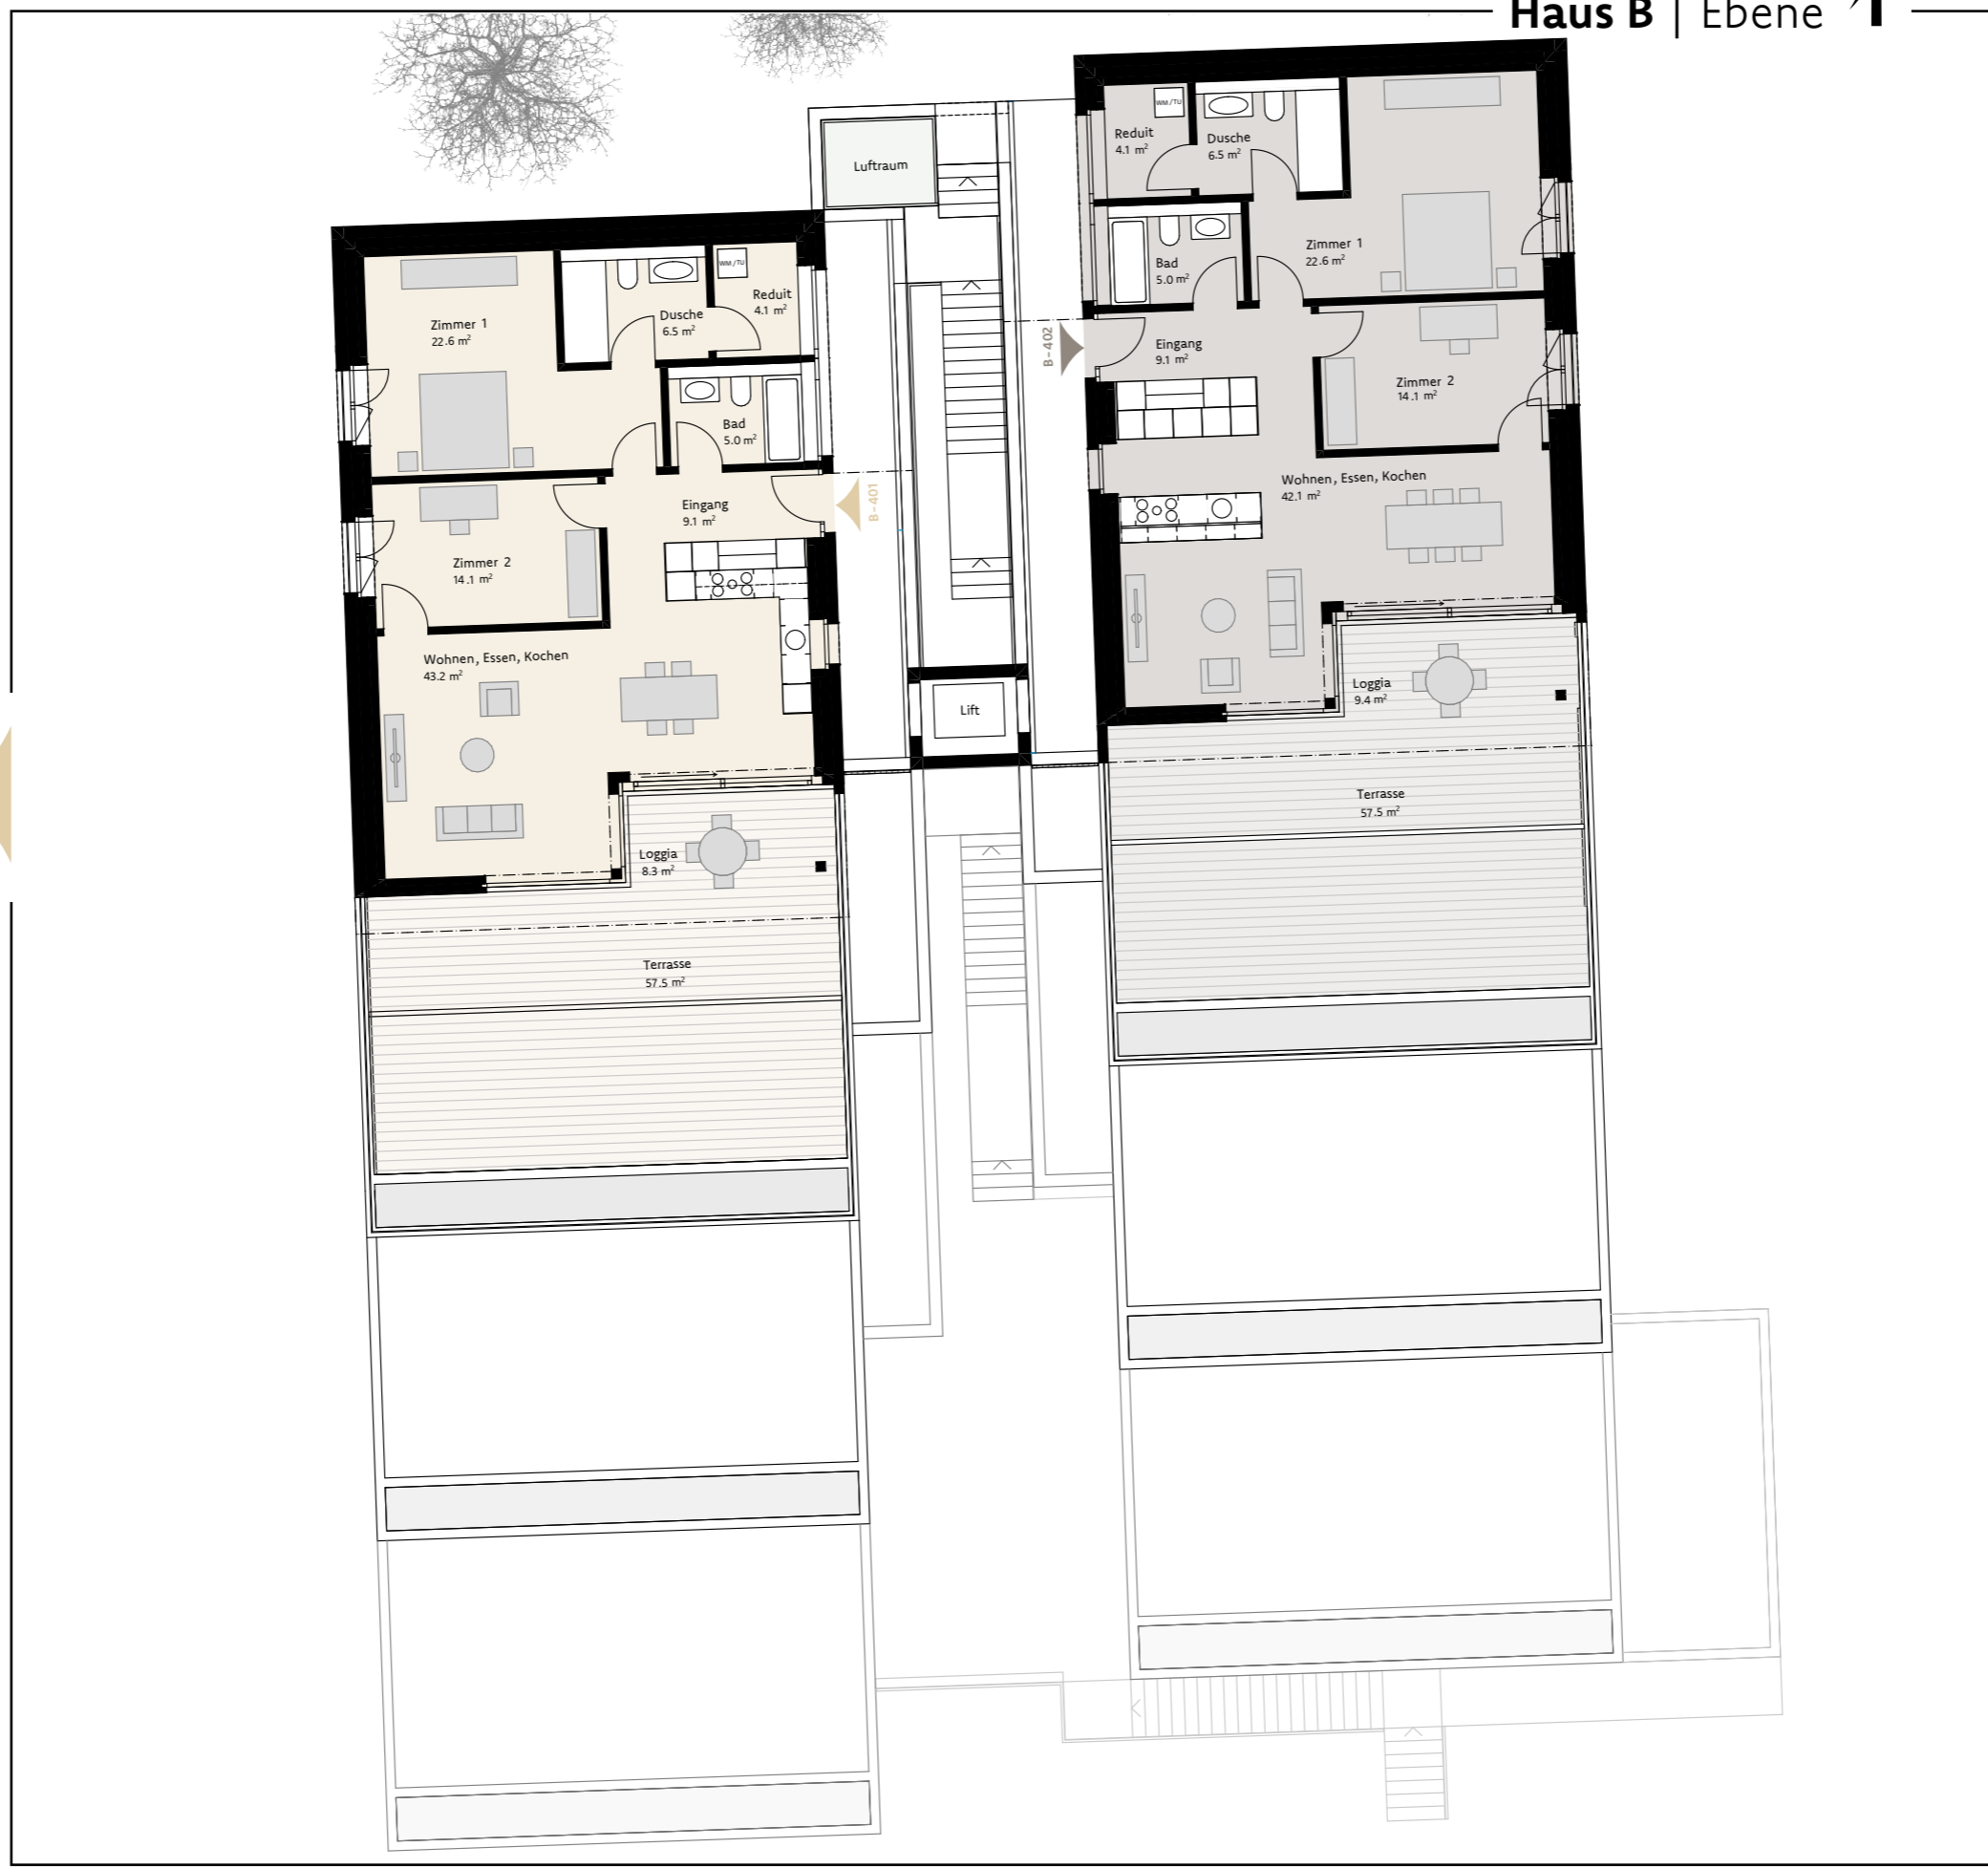 Haus B | Ebene
Luftraum
Zimmer 1
22.6 m²
Dusche
6.5 m²
WM./TU
Reduit
4.1 m²
Bad
5.0 m²
Eingang
9.1 m²
B-401
Zimmer 2
14.1 m²
Wohnen, Essen, Kochen
43.2 m²
Loggia
8.3 m²
Terrasse
57.5 m²
Lift
Reduit
4.1 m²
WM./TU
Dusche
6.5 m²
Zimmer 1
22.6 m²
Bad
5.0 m²
B-402
Eingang
9.1 m²
Zimmer 2
14.1 m²
Wohnen, Essen, Kochen
42.1 m²
Loggia
9.4 m²
Terrasse
57.5 m²